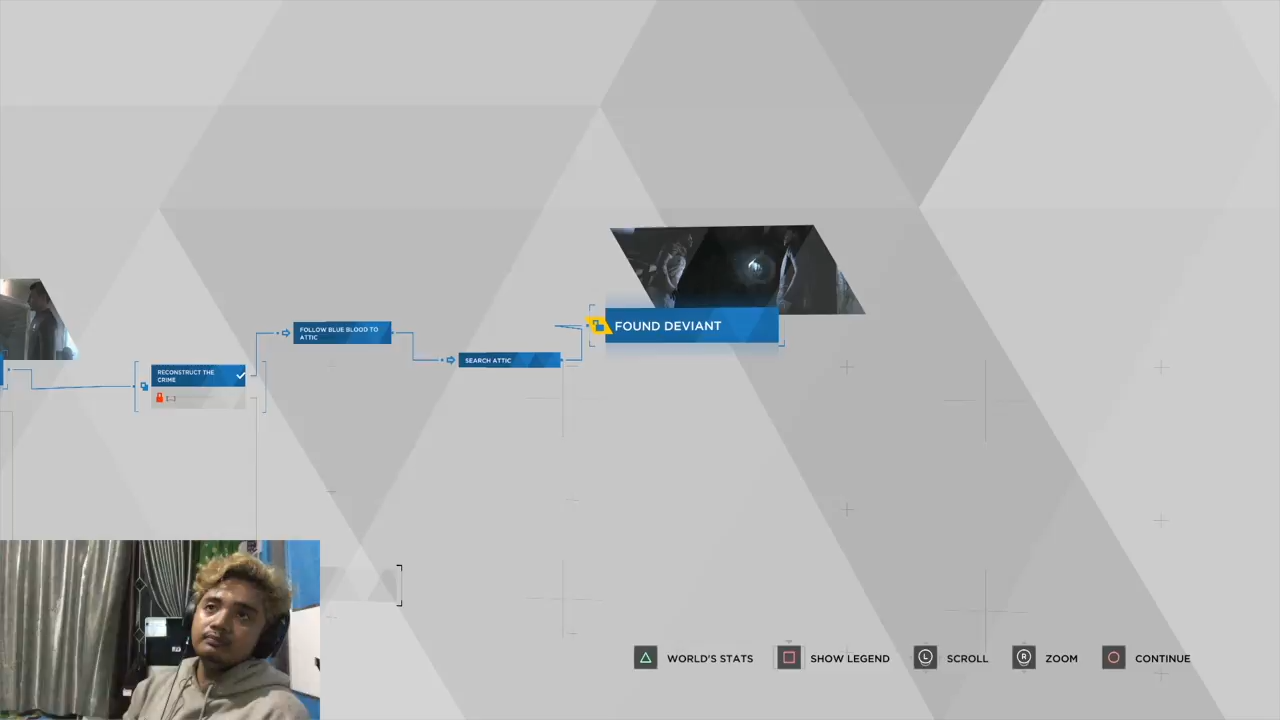 FOUND DEVIANT
FOLLOW BLUE BLOOD TO
ATTIC
SEARCH ATTIC
RECONSTRUCT THE
CRIME
[...]
WORLD'S STATS
SHOW LEGEND
L
SCROLL
R
ZOOM
CONTINUE